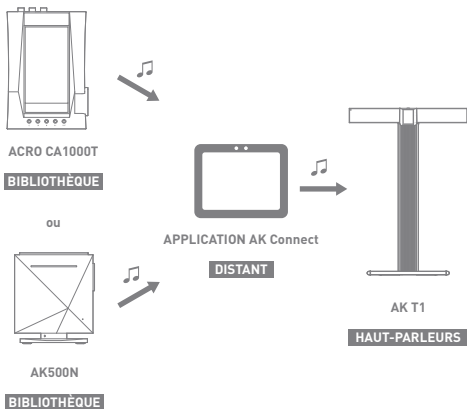 ACRO CA1000T
BIBLIOTHÈQUE
ou
AK500N
BIBLIOTHÈQUE
APPLICATION AK Connect
DISTANT
AK T1
HAUT-PARLEURS